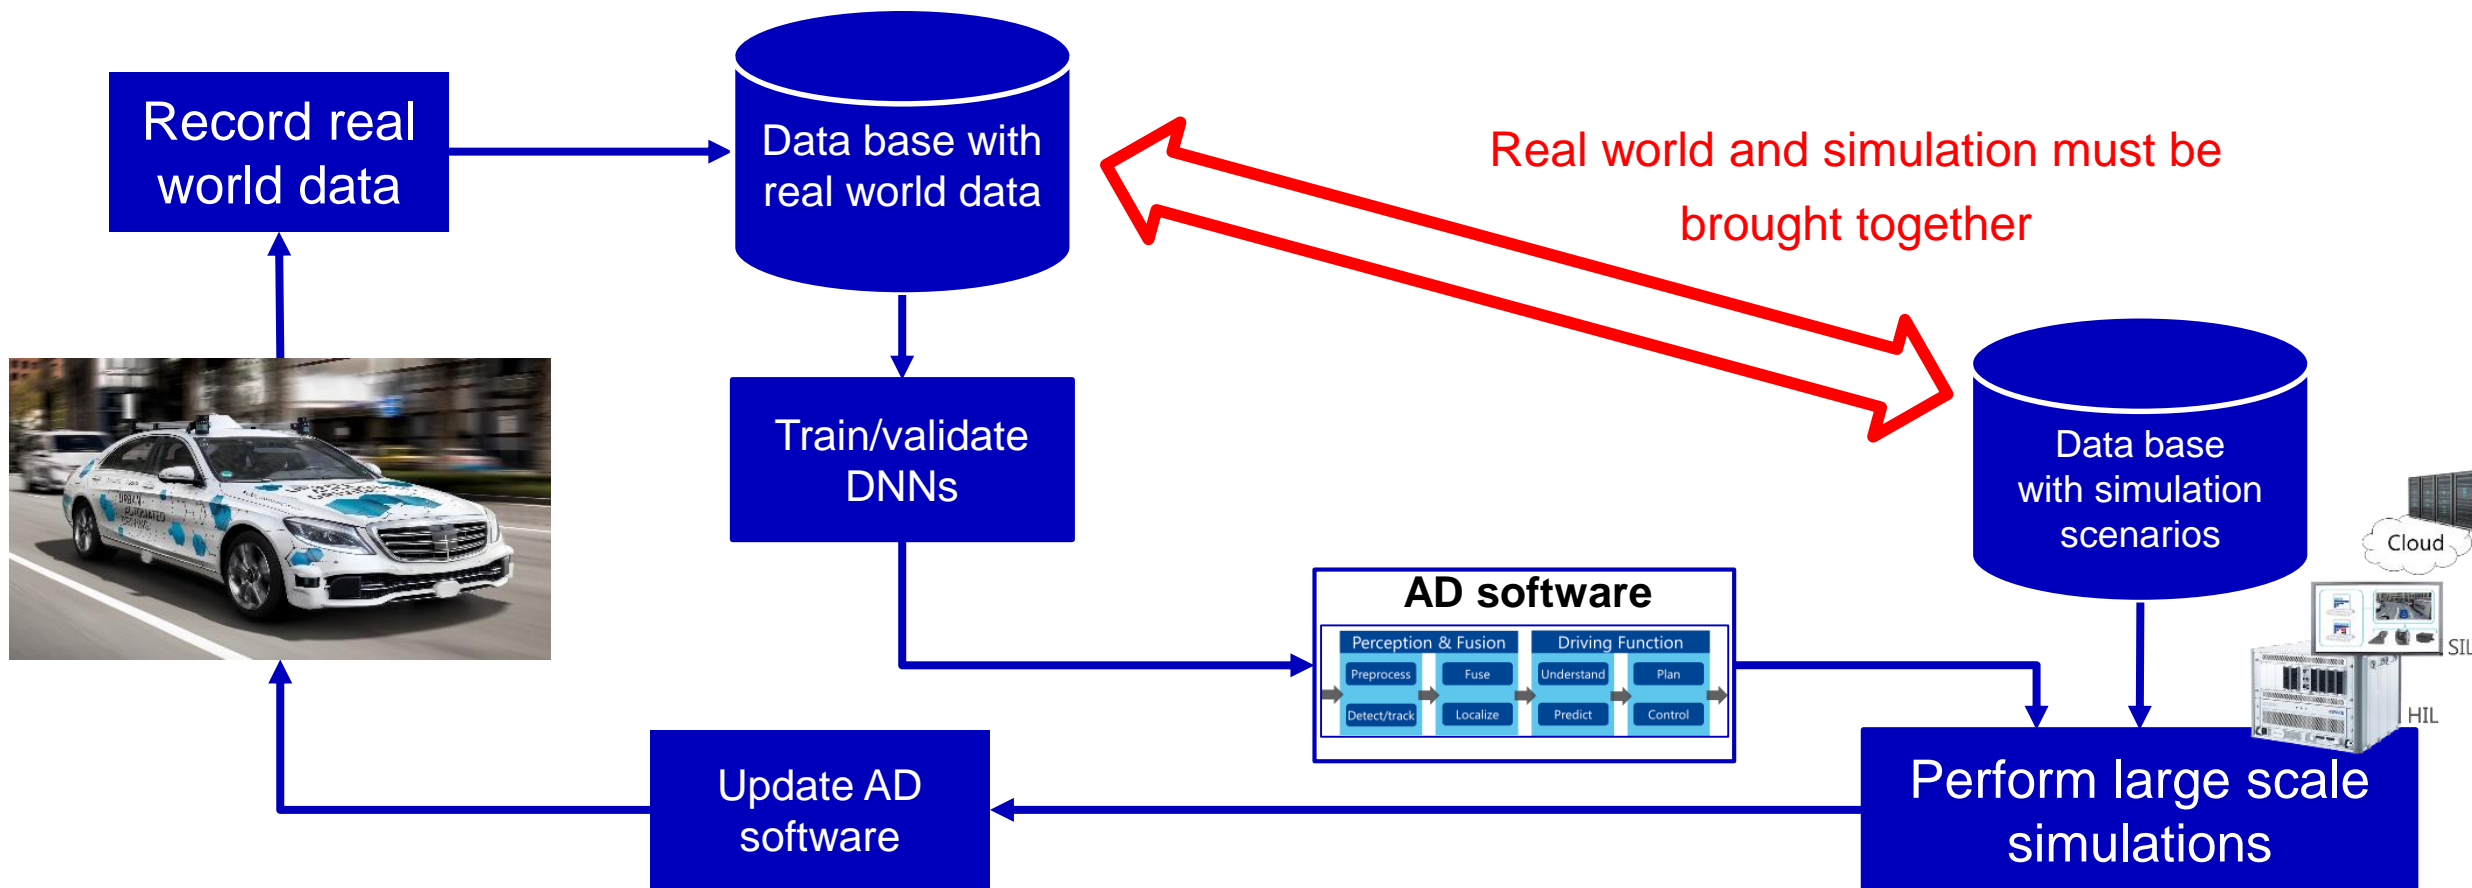 Record real
world data
Data base with
real world data
Real world and simulation must be
brought together
Train/validate
DNNs
Data base
with simulation
scenarios
Cloud
SIL
HIL
URBAN
AUTOMATED
AD software
Perception & Fusion
Driving Function
Preprocess
Fuse
Understand
Plan
Detect/track
Localize
Predict
Control
Update AD
software
Perform large scale
simulations